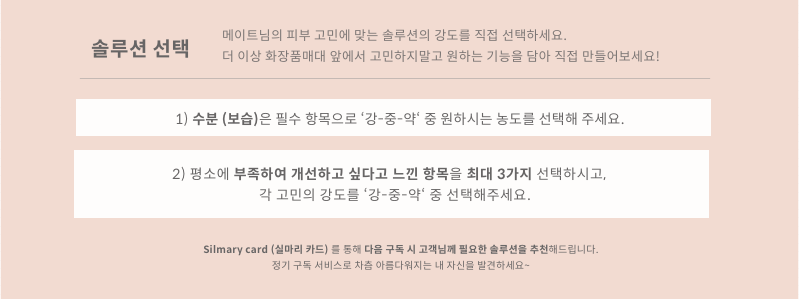 솔루션 선택
메이트님의 피부 고민에 맞는 솔루션의 강도를 직접 선택하세요.
더 이상 화장품매대 앞에서 고민하지말고 원하는 기능을 담아 직접 만들어보세요!
1) 수분 (보습)은 필수 항목으로 ‘강-중-약‘ 중 원하시는 농도를 선택해 주세요.
2) 평소에 부족하여 개선하고 싶다고 느낀 항목을 최대 3가지 선택하시고,
각 고민의 강도를 ‘강-중-약‘ 중 선택해주세요.
Silmary card (실마리 카드) 를 통해 다음 구독 시 고객님께 필요한 솔루션을 추천해드립니다.
정기 구독 서비스로 차츰 아름다워지는 내 자신을 발견하세요~